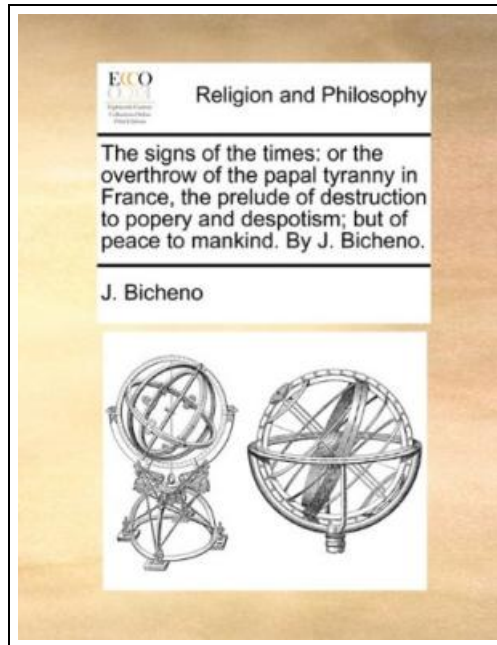 ECCO
Religion and Philosophy
The signs of the times: or the
overthrow of the papal tyranny in
France, the prelude of destruction
to popery and despotism; but of
peace to mankind. By J. Bicheno.
J. Bicheno